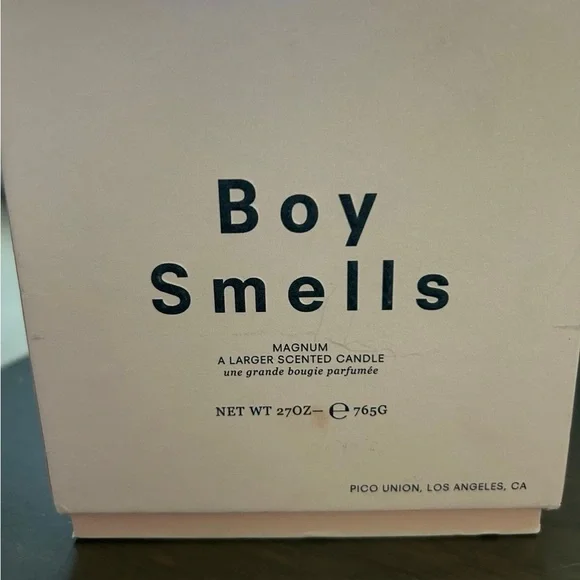 Boy
Smells
MAGNUM
A LARGER SCENTED CANDLE
une grande bougie parfumée
NET WT 27OZ— ℮ 765G
PICO UNION, LOS ANGELES, CA